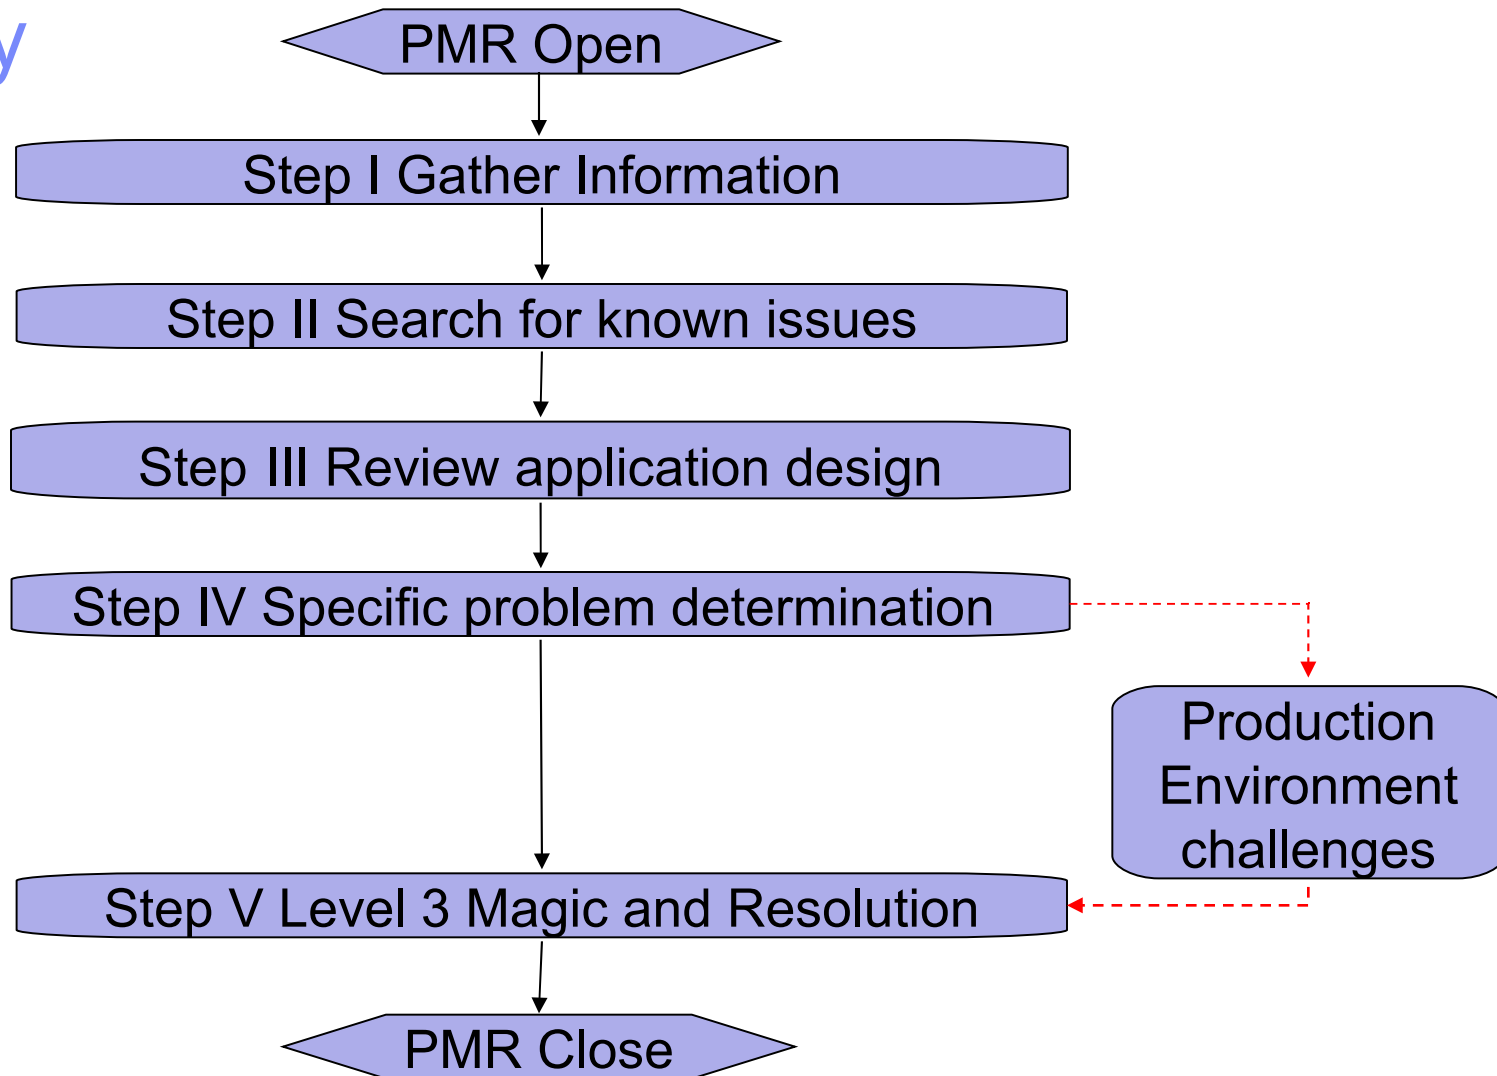 y
PMR Open
Step I Gather Information
Step II Search for known issues
Step III Review application design
Step IV Specific problem determination
Production
Environment
challenges
Step V Level 3 Magic and Resolution
PMR Close